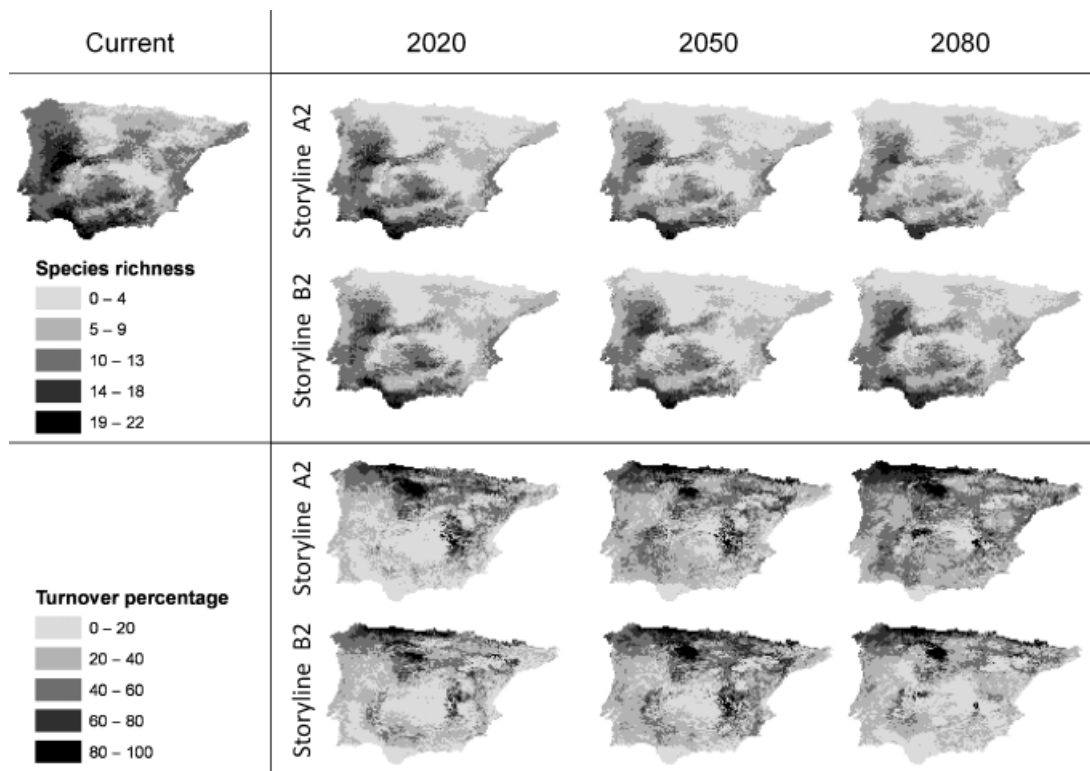 Current
2020
2050
2080
Storyline A2
Species richness
0 – 4
5 – 9
10 – 13
14 – 18
19 – 22
Storyline B2
Storyline A2
Turnover percentage
0 – 20
20 – 40
40 – 60
60 – 80
80 – 100
Storyline B2